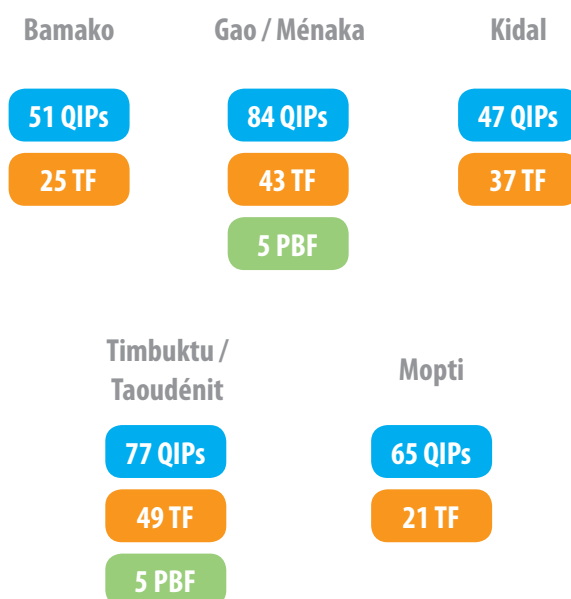 Bamako
51 QIPs
25 TF
Gao / Ménaka
84 QIPs
43 TF
5 PBF
Kidal
47 QIPs
37 TF
Timbuktu /
Taoudénit
77 QIPs
49 TF
5 PBF
Mopti
65 QIPs
21 TF